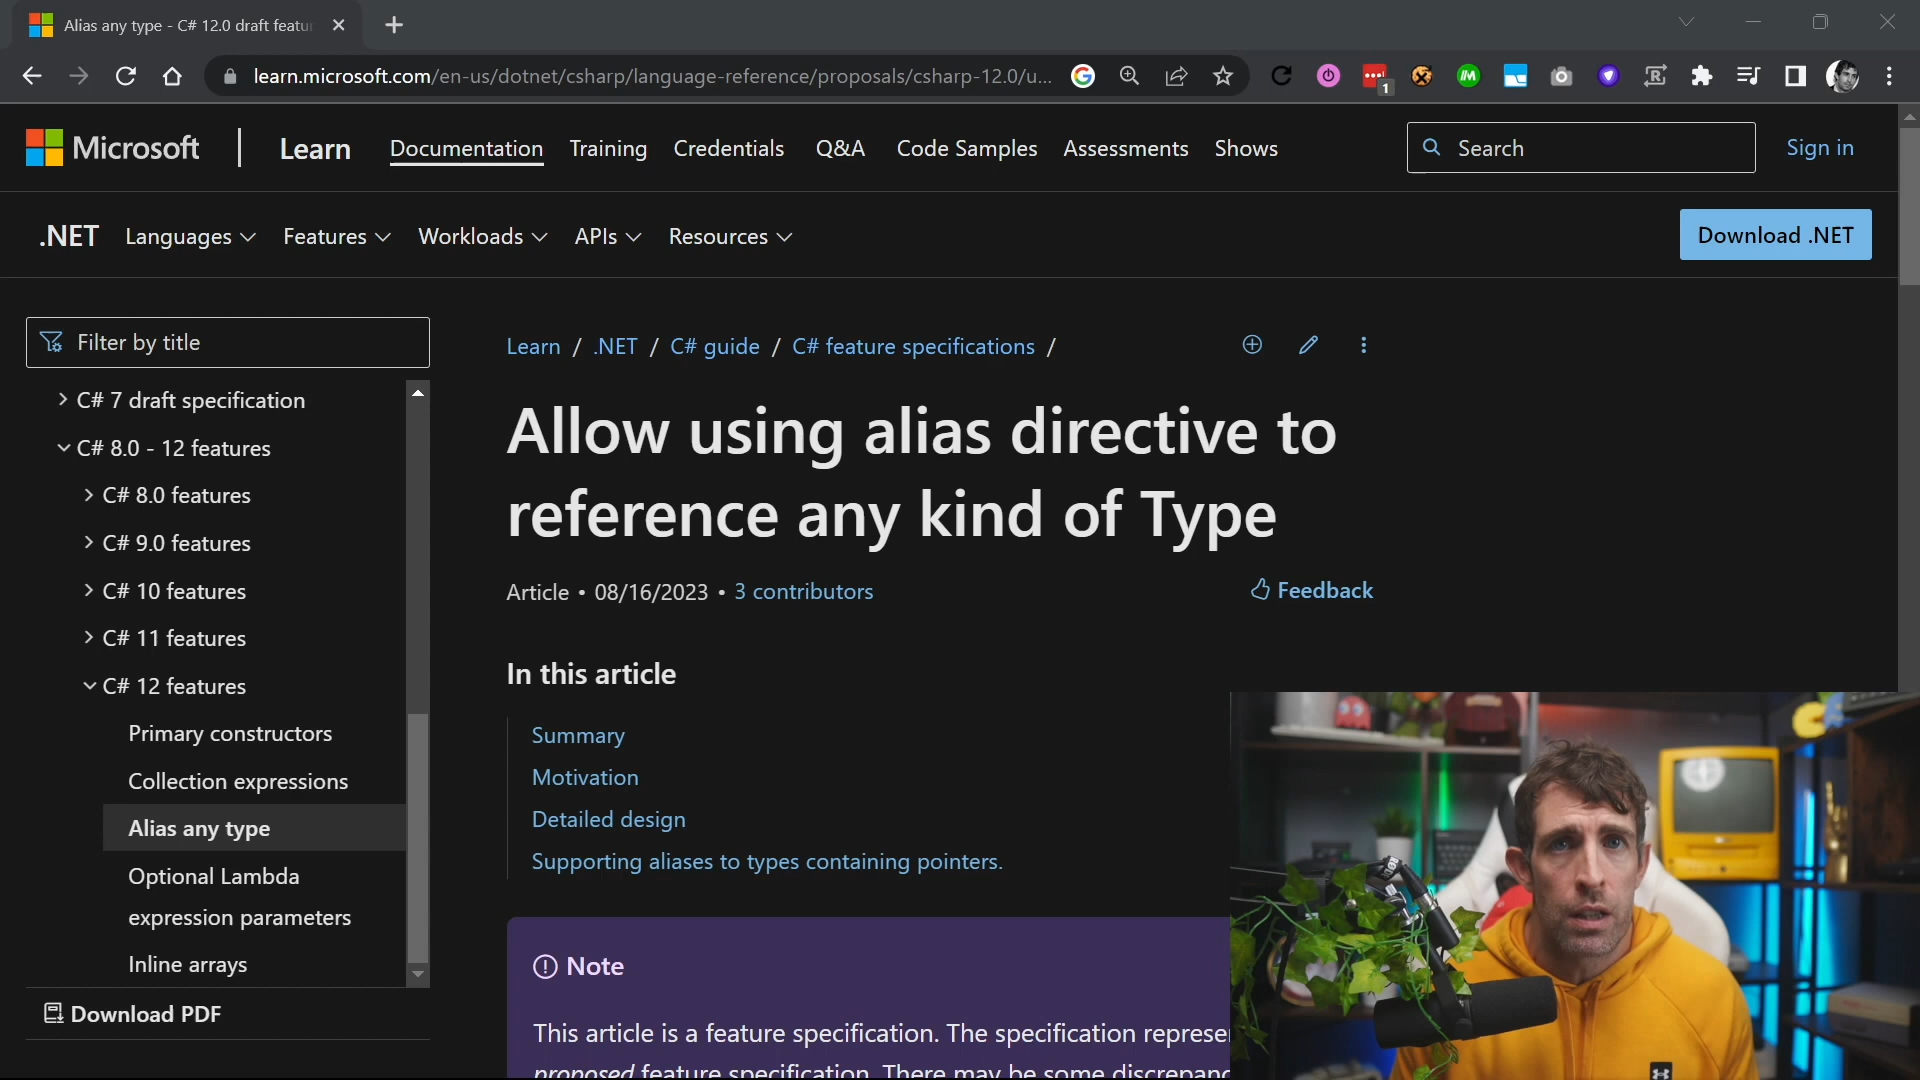 Alias any type - C# 12.0 draft featu
learn.microsoft.com/en-us/dotnet/csharp/language-reference/proposals/csharp-12.0/u...
1
Microsoft
Learn
Documentation
Training
Credentials
Q&A
Code Samples
Assessments
Shows
Search
Sign in
.NET
Languages
Features
Workloads
APIs
Resources
Download .NET
Filter by title
C# 7 draft specification
C# 8.0 - 12 features
C# 8.0 features
C# 9.0 features
C# 10 features
C# 11 features
C# 12 features
Primary constructors
Collection expressions
Alias any type
Optional Lambda
expression parameters
Inline arrays
Download PDF
Learn / .NET / C# guide / C# feature specifications /
Allow using alias directive to
reference any kind of Type
Article • 08/16/2023 • 3 contributors
Feedback
In this article
Summary
Motivation
Detailed design
Supporting aliases to types containing pointers.
Note
This article is a feature specification. The specification represe
proposed feature specification. There may be some discrepanc